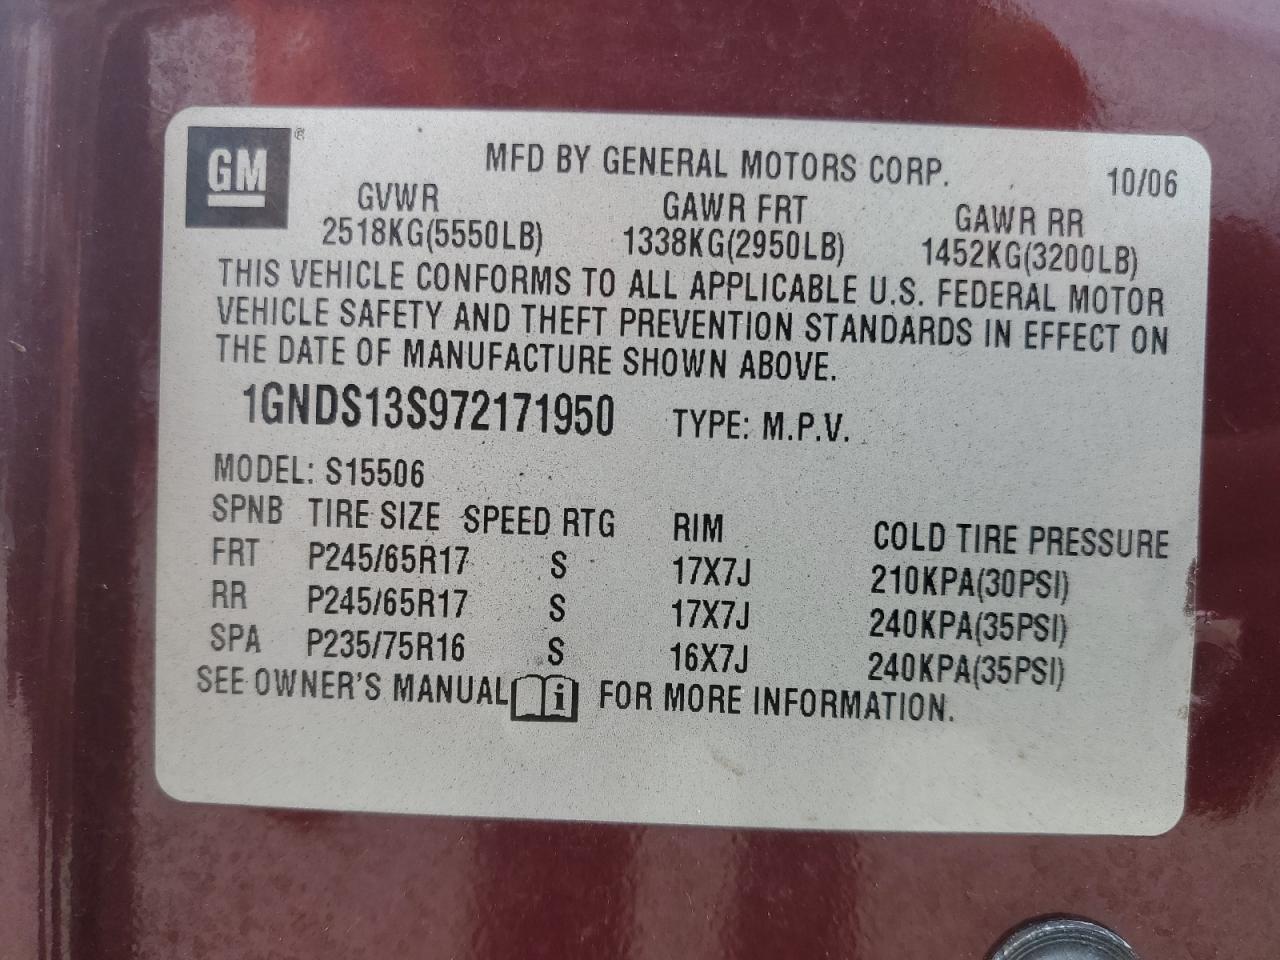 GM ®
MFD BY GENERAL MOTORS CORP. 10/06
GVWR GAWR FRT GAWR RR
2518KG(5550LB) 1338KG(2950LB) 1452KG(3200LB)
THIS VEHICLE CONFORMS TO ALL APPLICABLE U.S. FEDERAL MOTOR
VEHICLE SAFETY AND THEFT PREVENTION STANDARDS IN EFFECT ON
THE DATE OF MANUFACTURE SHOWN ABOVE.
1GNDS13S972171950 TYPE: M.P.V.
MODEL: S15506
SPNB TIRE SIZE SPEED RTG RIM COLD TIRE PRESSURE
FRT P245/65R17 S 17X7J 210KPA(30PSI)
RR P245/65R17 S 17X7J 240KPA(35PSI)
SPA P235/75R16 S 16X7J 240KPA(35PSI)
SEE OWNER'S MANUAL i FOR MORE INFORMATION.